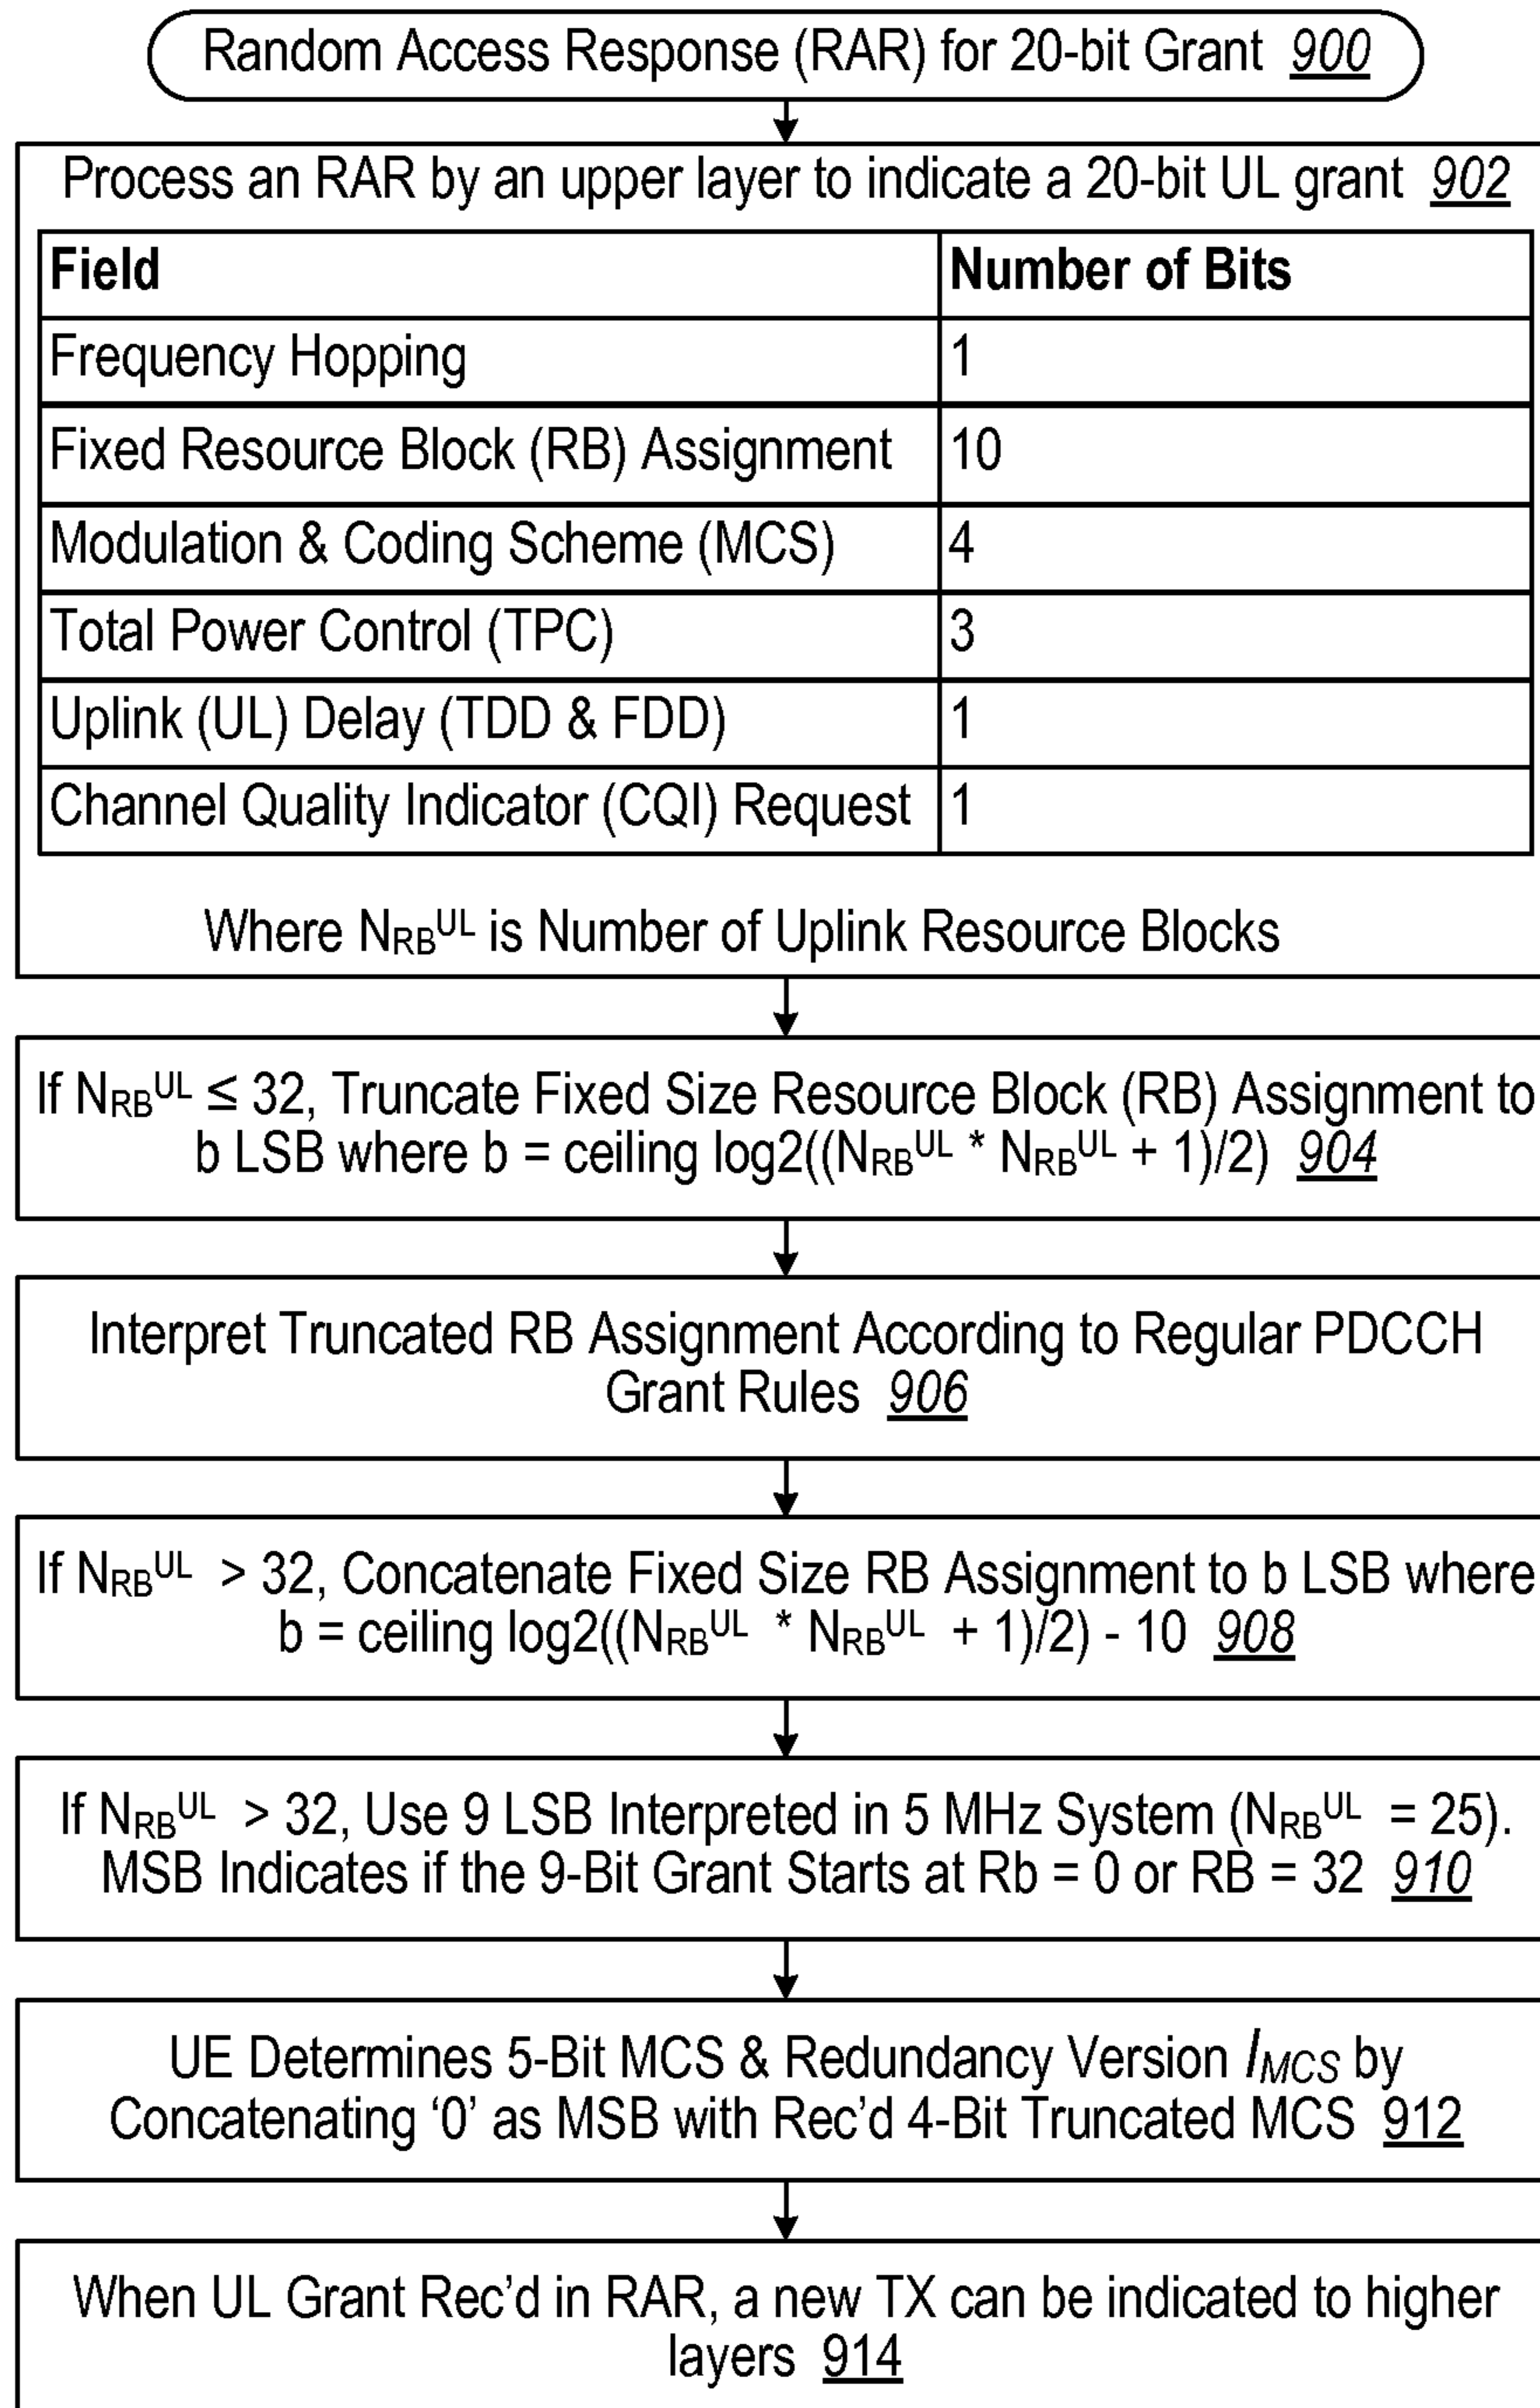 Random Access Response (RAR) for 20-bit Grant 900
Process an RAR by an upper layer to indicate a 20-bit UL grant 902
Field Number of Bits
Frequency Hopping 1
Fixed Resource Block (RB) Assignment 10
Modulation & Coding Scheme (MCS) 4
Total Power Control (TPC) 3
Uplink (UL) Delay (TDD & FDD) 1
Channel Quality Indicator (CQI) Request 1
Where N_RB^UL is Number of Uplink Resource Blocks
If N_RB^UL ≤ 32, Truncate Fixed Size Resource Block (RB) Assignment to
b LSB where b = ceiling log2((N_RB^UL * N_RB^UL + 1)/2) 904
Interpret Truncated RB Assignment According to Regular PDCCH
Grant Rules 906
If N_RB^UL > 32, Concatenate Fixed Size RB Assignment to b LSB where
b = ceiling log2((N_RB^UL * N_RB^UL + 1)/2) - 10 908
If N_RB^UL > 32, Use 9 LSB Interpreted in 5 MHz System (N_RB^UL = 25).
MSB Indicates if the 9-Bit Grant Starts at Rb = 0 or RB = 32 910
UE Determines 5-Bit MCS & Redundancy Version I_MCS by
Concatenating ‘0’ as MSB with Rec’d 4-Bit Truncated MCS 912
When UL Grant Rec’d in RAR, a new TX can be indicated to higher
layers 914